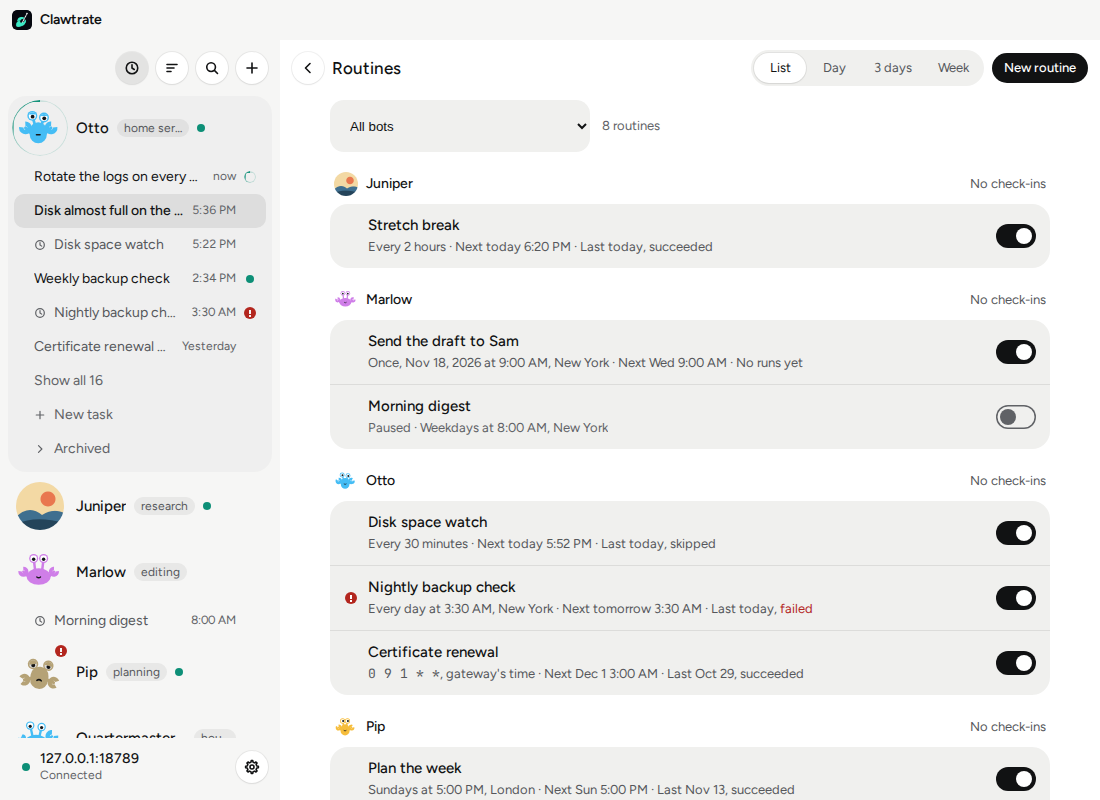 Clawtrate
Otto home ser...
Rotate the logs on every ... now
Disk almost full on the ... 5:36 PM
Disk space watch 5:22 PM
Weekly backup check 2:34 PM
Nightly backup ch... 3:30 AM
Certificate renewal ... Yesterday
Show all 16
New task
Archived
Juniper research
Marlow editing
Morning digest 8:00 AM
Pip planning
Quartermaster
127.0.0.1:18789
Connected
Routines
List Day 3 days Week New routine
All bots 8 routines
Juniper No check-ins
Stretch break
Every 2 hours · Next today 6:20 PM · Last today, succeeded
Marlow No check-ins
Send the draft to Sam
Once, Nov 18, 2026 at 9:00 AM, New York · Next Wed 9:00 AM · No runs yet
Morning digest
Paused · Weekdays at 8:00 AM, New York
Otto No check-ins
Disk space watch
Every 30 minutes · Next today 5:52 PM · Last today, skipped
Nightly backup check
Every day at 3:30 AM, New York · Next tomorrow 3:30 AM · Last today, failed
Certificate renewal
0 9 1 * *, gateway's time · Next Dec 1 3:00 AM · Last Oct 29, succeeded
Pip No check-ins
Plan the week
Sundays at 5:00 PM, London · Next Sun 5:00 PM · Last Nov 13, succeeded